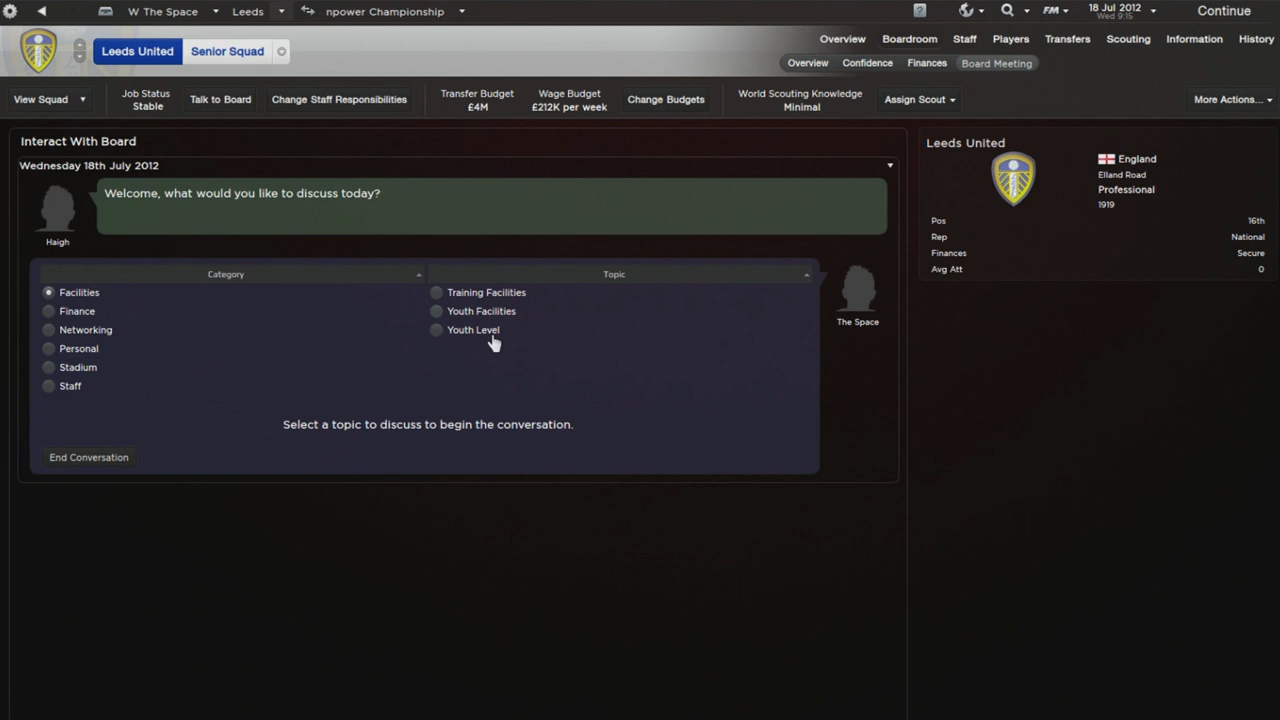 W The Space
Leeds
npower Championship
?
FM
18 Jul 2012
Wed 9:15
Continue
Leeds United
Senior Squad
Overview
Boardroom
Staff
Players
Transfers
Scouting
Information
History
Overview
Confidence
Finances
Board Meeting
View Squad
Job Status
Stable
Talk to Board
Change Staff Responsibilities
Transfer Budget
£4M
Wage Budget
£212K per week
Change Budgets
World Scouting Knowledge
Minimal
Assign Scout
More Actions...
Interact With Board
Wednesday 18th July 2012
Welcome, what would you like to discuss today?
Haigh
Category
Topic
Facilities
Finance
Networking
Personal
Stadium
Staff
Training Facilities
Youth Facilities
Youth Level
The Space
Select a topic to discuss to begin the conversation.
End Conversation
Leeds United
England
Elland Road
Professional
1919
Pos 16th
Rep National
Finances Secure
Avg Att 0